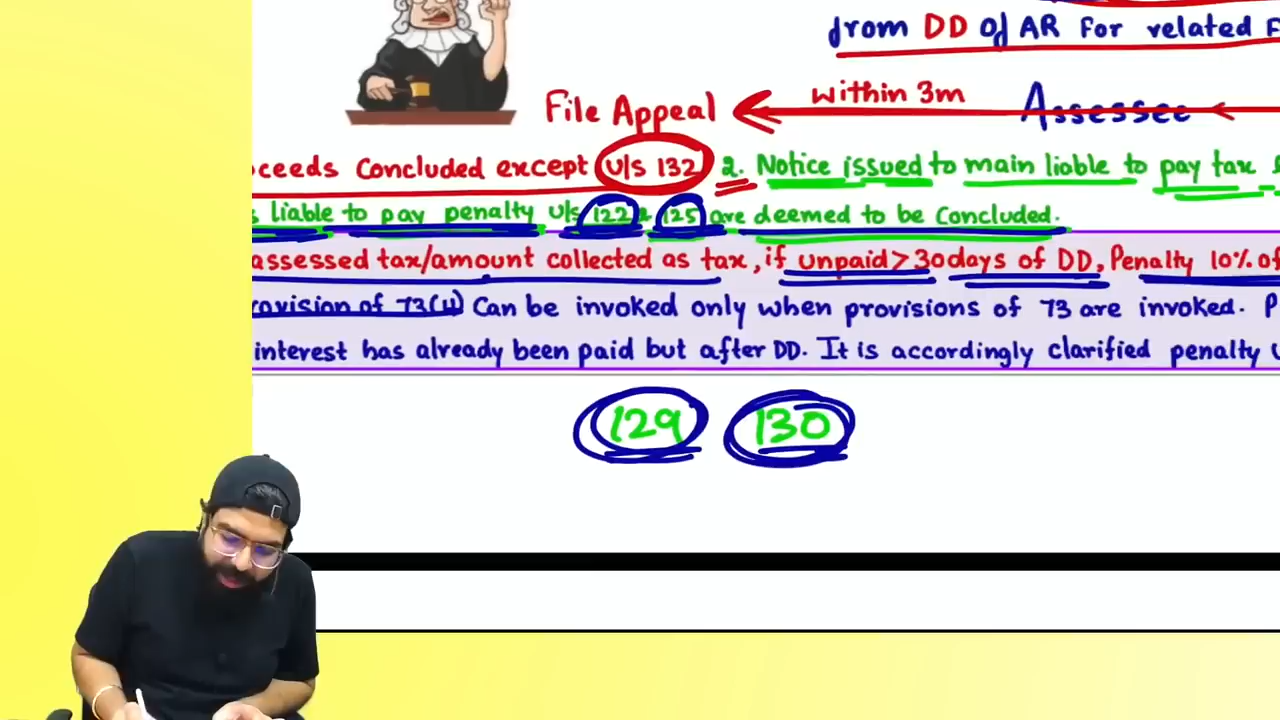 from DD of AR For related F
within 3m
File Appeal
Assessee
ceeds Concluded except u/s 132 2. Notice issued to main liable to pay tax &
s liable to pay penalty u/s 122 & 125 are deemed to be Concluded.
assessed tax/amount collected as tax, if unpaid > 30 days of DD, Penalty 10% of
rovision of 73(11) Can be invoked only when provisions of 73 are invoked. P
interest has already been paid but after DD. It is accordingly clarified penalty u
129 130